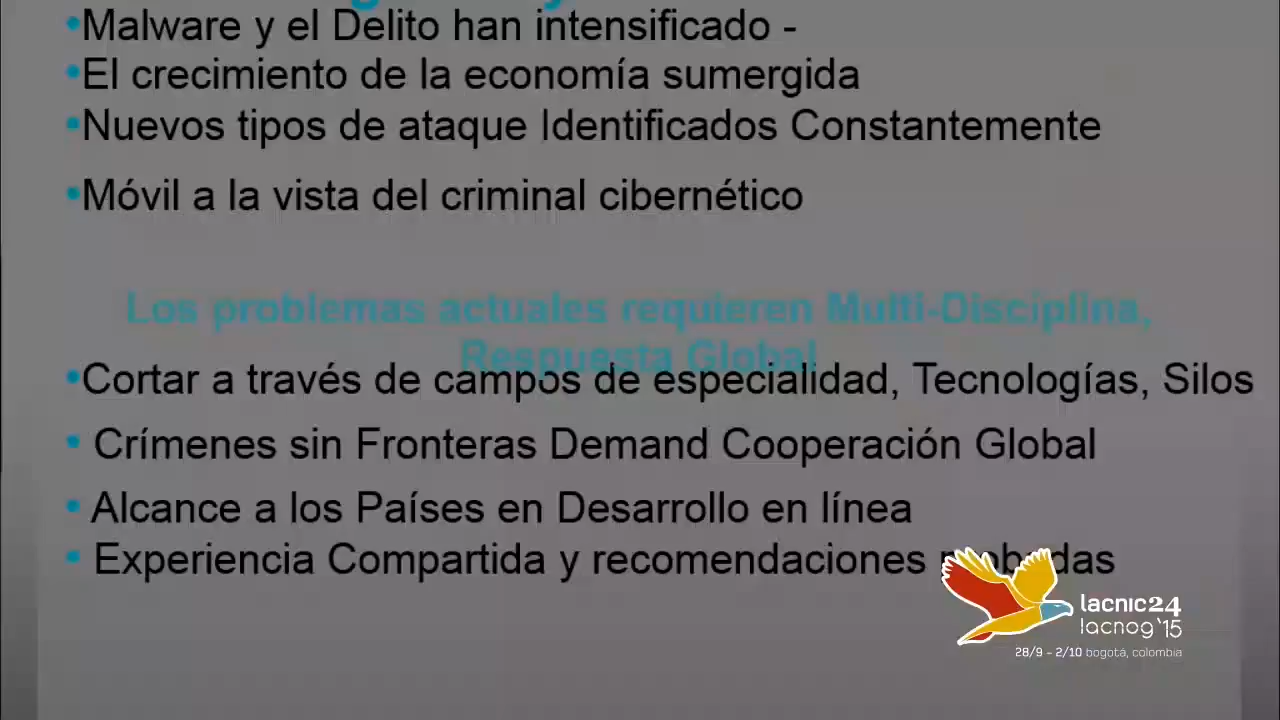 •Malware y el Delito han intensificado -
•El crecimiento de la economía sumergida
•Nuevos tipos de ataque Identificados Constantemente
•Móvil a la vista del criminal cibernético
Los problemas actuales requieren Multi-Disciplina,
Respuesta Global
•Cortar a través de campos de especialidad, Tecnologías, Silos
• Crímenes sin Fronteras Demand Cooperación Global
• Alcance a los Países en Desarrollo en línea
• Experiencia Compartida y recomendaciones
lacnic24
lacnog'15
28/9 - 2/10 bogotá, colombia